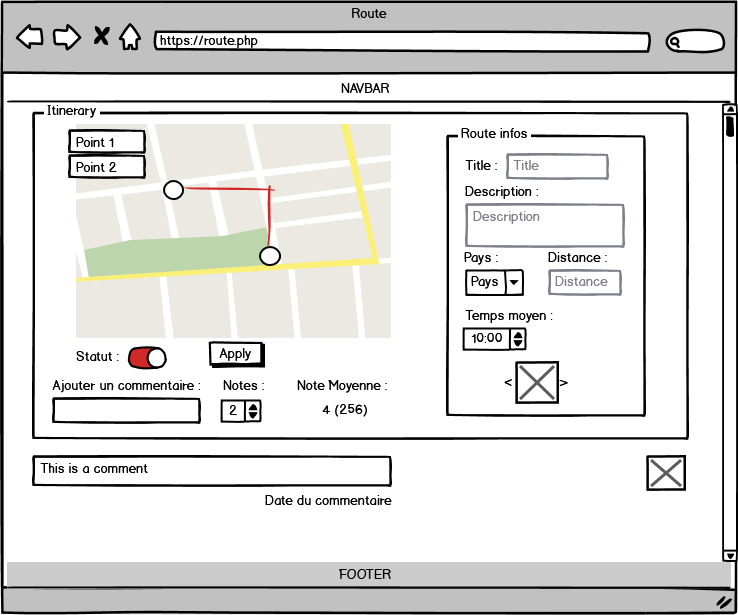 Route
https://route.php
NAVBAR
Itinerary
Point 1
Point 2
Route infos
Title :
Title
Description :
Description
Pays :
Distance :
Pays
Distance
Temps moyen :
10:00
< >
Statut :
Apply
Ajouter un commentaire :
Notes :
Note Moyenne :
2
4 (256)
This is a comment
Date du commentaire
FOOTER